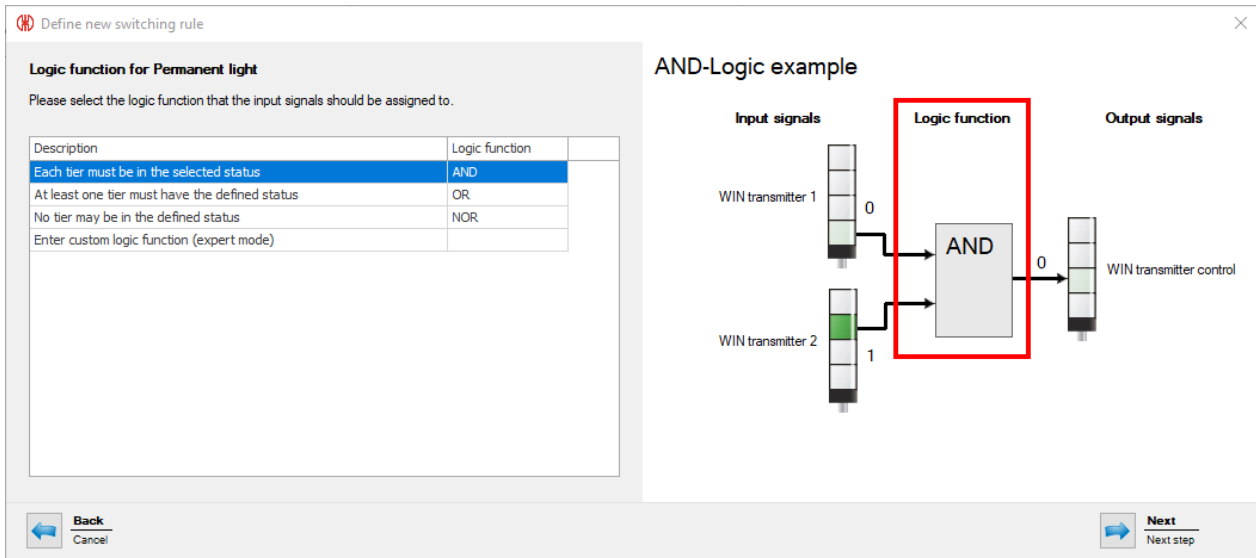 Define new switching rule
Logic function for Permanent light
Please select the logic function that the input signals should be assigned to.
Description Logic function
Each tier must be in the selected status AND
At least one tier must have the defined status OR
No tier may be in the defined status NOR
Enter custom logic function (expert mode)
AND-Logic example
Input signals Logic function Output signals
WIN transmitter 1
0
AND
0
WIN transmitter control
WIN transmitter 2
1
Back
Cancel
Next
Next step